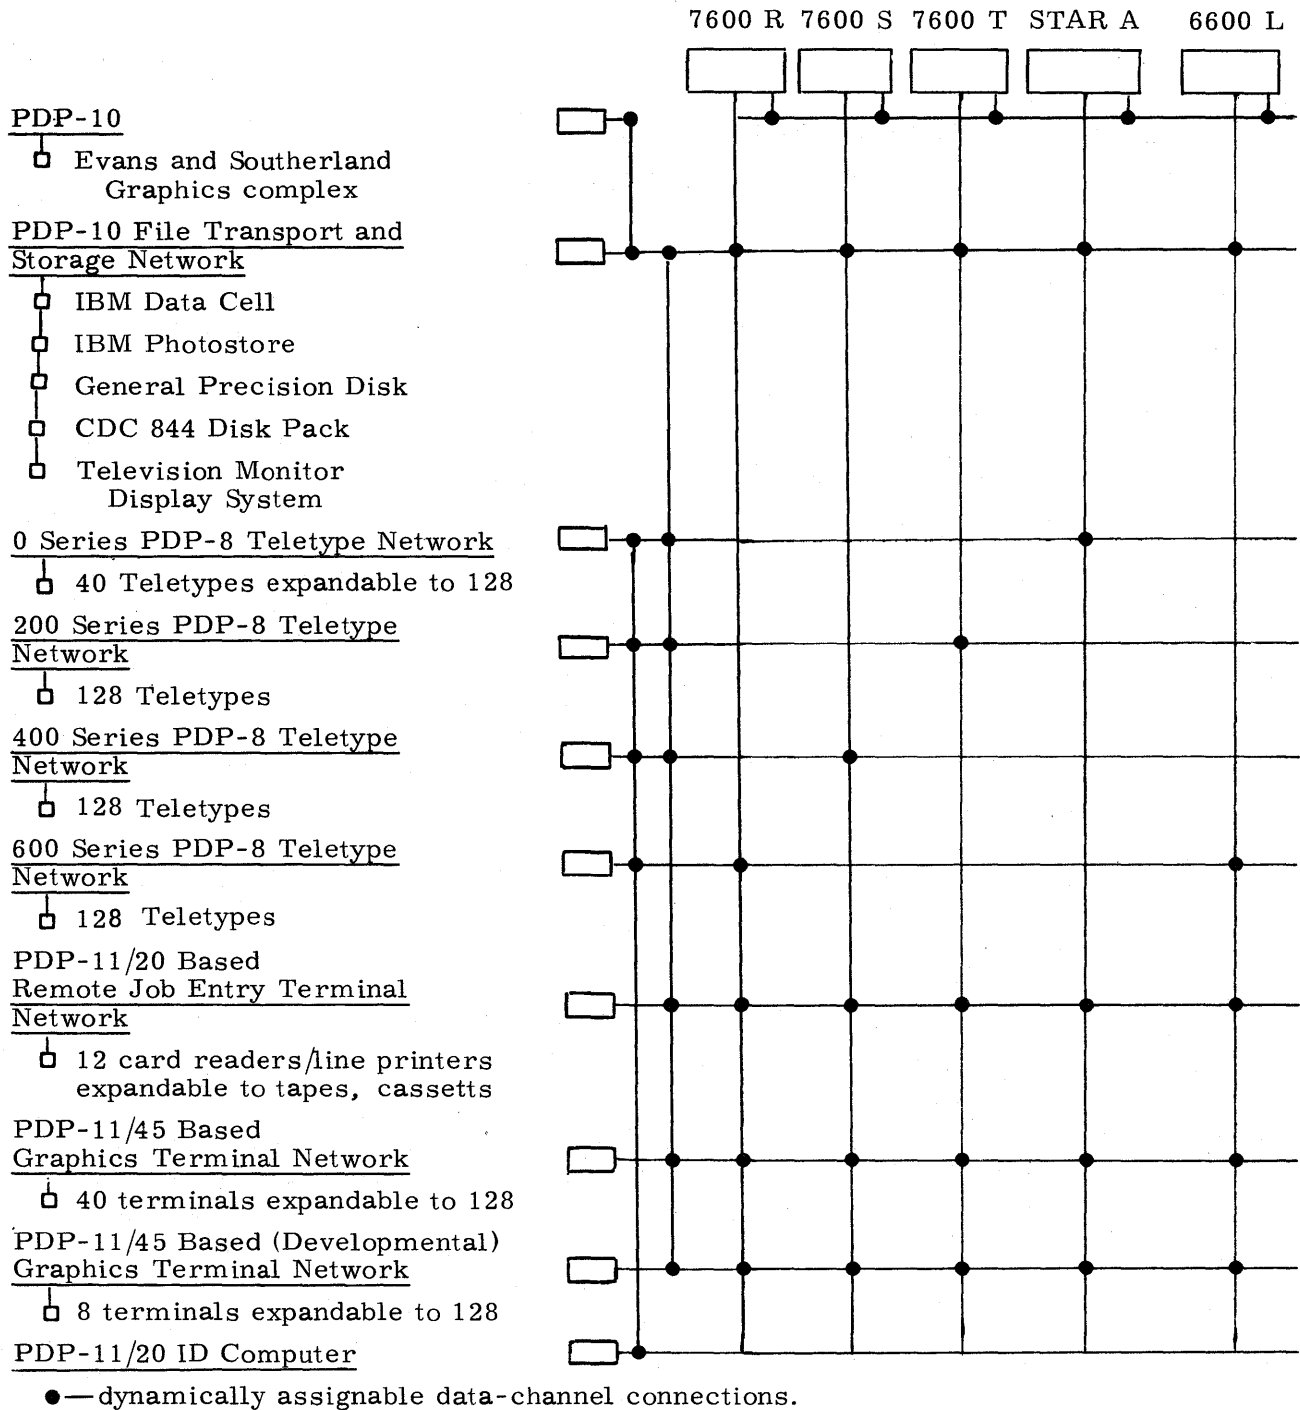 7600 R 7600 S 7600 T STAR A 6600 L
PDP-10
Evans and Southerland
Graphics complex
PDP-10 File Transport and
Storage Network
IBM Data Cell
IBM Photostore
General Precision Disk
CDC 844 Disk Pack
Television Monitor
Display System
0 Series PDP-8 Teletype Network
40 Teletypes expandable to 128
200 Series PDP-8 Teletype
Network
128 Teletypes
400 Series PDP-8 Teletype
Network
128 Teletypes
600 Series PDP-8 Teletype
Network
128 Teletypes
PDP-11/20 Based
Remote Job Entry Terminal
Network
12 card readers/line printers
expandable to tapes, cassetts
PDP-11/45 Based
Graphics Terminal Network
40 terminals expandable to 128
PDP-11/45 Based (Developmental)
Graphics Terminal Network
8 terminals expandable to 128
PDP-11/20 ID Computer
●—dynamically assignable data-channel connections.